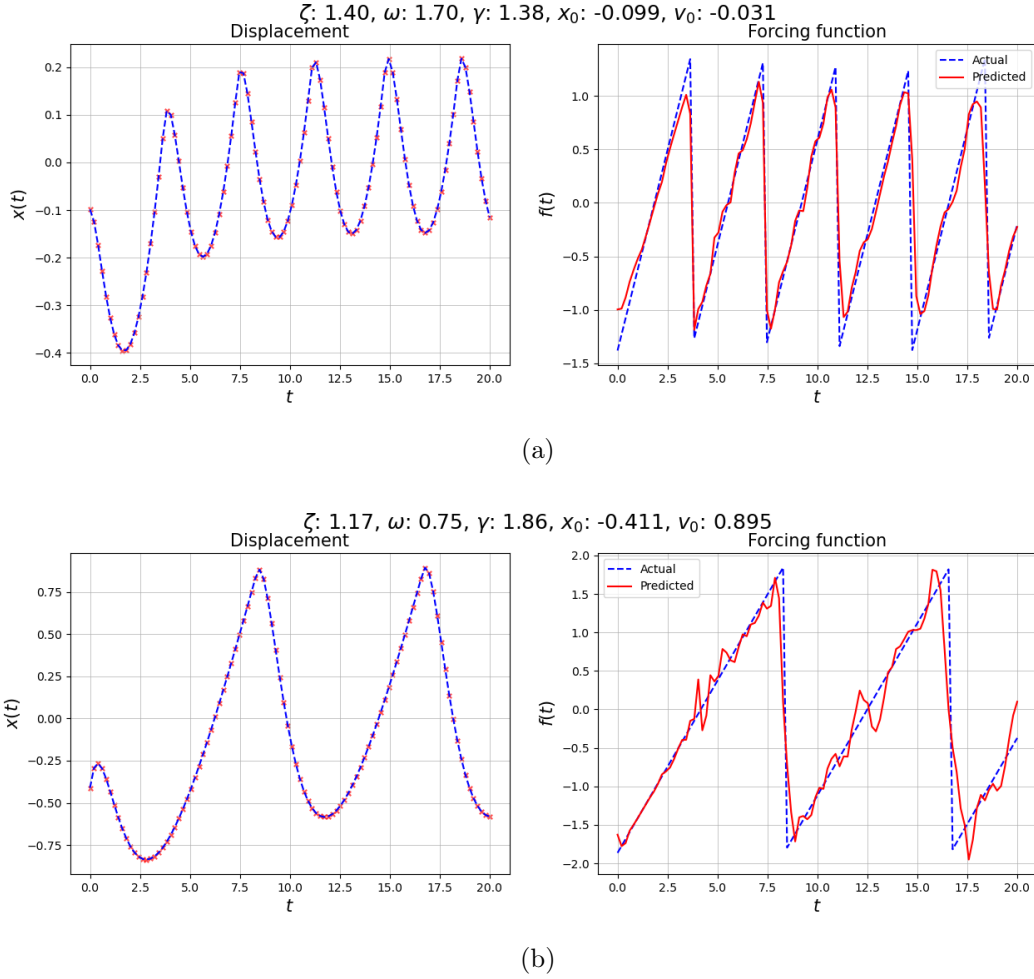 ζ: 1.40, ω: 1.70, γ: 1.38, x₀: -0.099, v₀: -0.031
Displacement
x(t)
0.2
0.1
0.0
−0.1
−0.2
−0.3
−0.4
0.0 2.5 5.0 7.5 10.0 12.5 15.0 17.5 20.0
t
Forcing function
Actual
Predicted
f(t)
1.0
0.5
0.0
−0.5
−1.0
−1.5
0.0 2.5 5.0 7.5 10.0 12.5 15.0 17.5 20.0
t
(a)
ζ: 1.17, ω: 0.75, γ: 1.86, x₀: -0.411, v₀: 0.895
Displacement
x(t)
0.75
0.50
0.25
0.00
−0.25
−0.50
−0.75
0.0 2.5 5.0 7.5 10.0 12.5 15.0 17.5 20.0
t
Forcing function
Actual
Predicted
f(t)
2.0
1.5
1.0
0.5
0.0
−0.5
−1.0
−1.5
−2.0
0.0 2.5 5.0 7.5 10.0 12.5 15.0 17.5 20.0
t
(b)